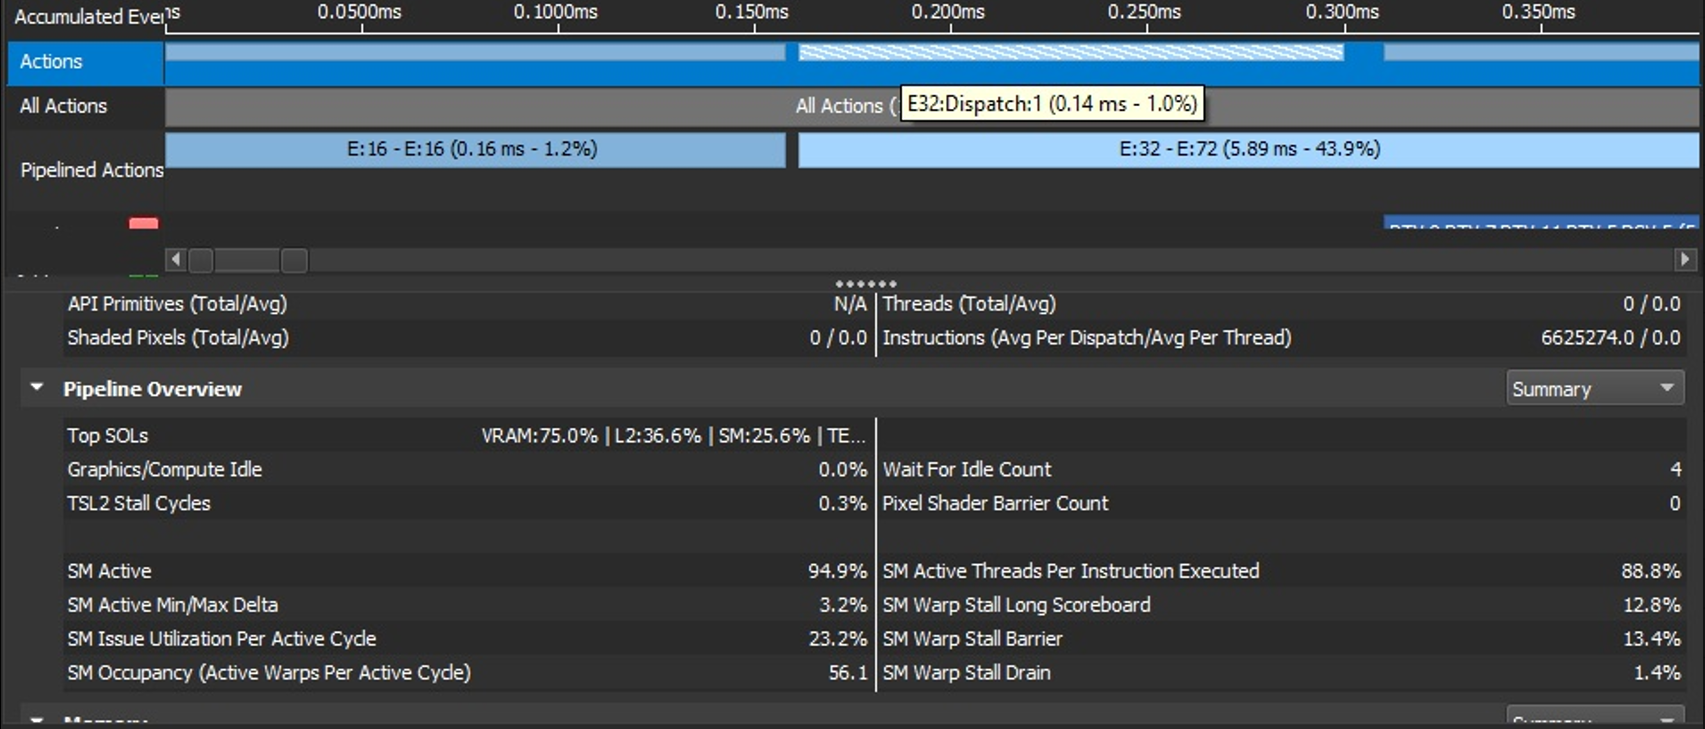 Accumulated Even
ns 0.0500ms 0.1000ms 0.150ms 0.200ms 0.250ms 0.300ms 0.350ms
Actions
All Actions
All Actions (
E32:Dispatch:1 (0.14 ms - 1.0%)
Pipelined Actions
E:16 - E:16 (0.16 ms - 1.2%)
E:32 - E:72 (5.89 ms - 43.9%)
API Primitives (Total/Avg) N/A Threads (Total/Avg) 0 / 0.0
Shaded Pixels (Total/Avg) 0 / 0.0 Instructions (Avg Per Dispatch/Avg Per Thread) 6625274.0 / 0.0
Pipeline Overview Summary
Top SOLs VRAM:75.0% | L2:36.6% | SM:25.6% | TE...
Graphics/Compute Idle 0.0% Wait For Idle Count 4
TSL2 Stall Cycles 0.3% Pixel Shader Barrier Count 0
SM Active 94.9% SM Active Threads Per Instruction Executed 88.8%
SM Active Min/Max Delta 3.2% SM Warp Stall Long Scoreboard 12.8%
SM Issue Utilization Per Active Cycle 23.2% SM Warp Stall Barrier 13.4%
SM Occupancy (Active Warps Per Active Cycle) 56.1 SM Warp Stall Drain 1.4%
Memory Summary